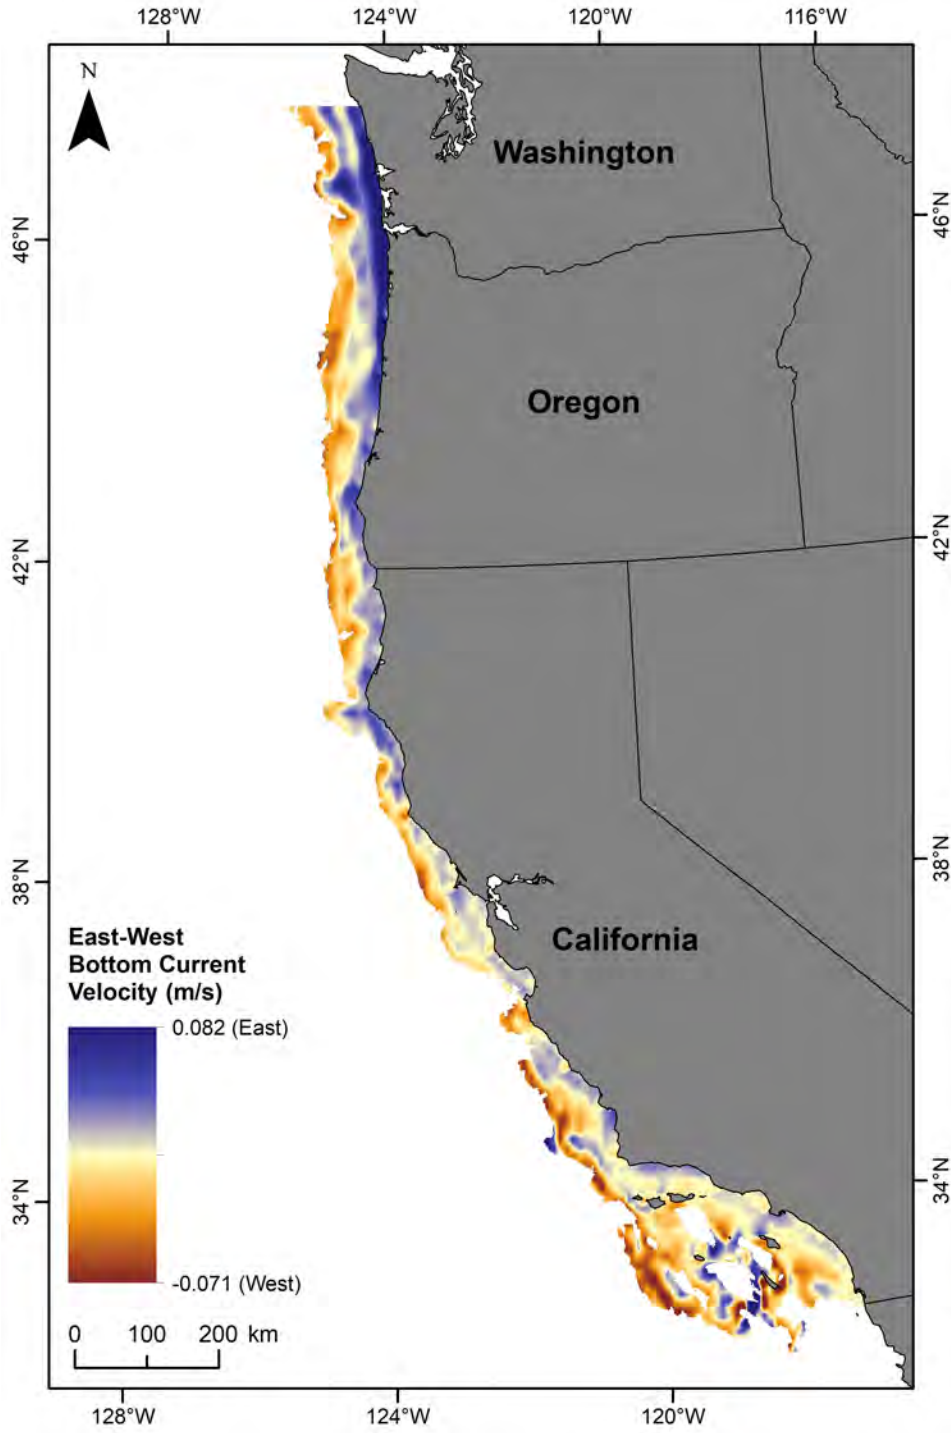 128°W 124°W 120°W 116°W
N
Washington
46°N 46°N
Oregon
42°N 42°N
38°N 38°N
California
East-West
Bottom Current
Velocity (m/s)
0.082 (East)
34°N 34°N
-0.071 (West)
0 100 200 km
128°W 124°W 120°W